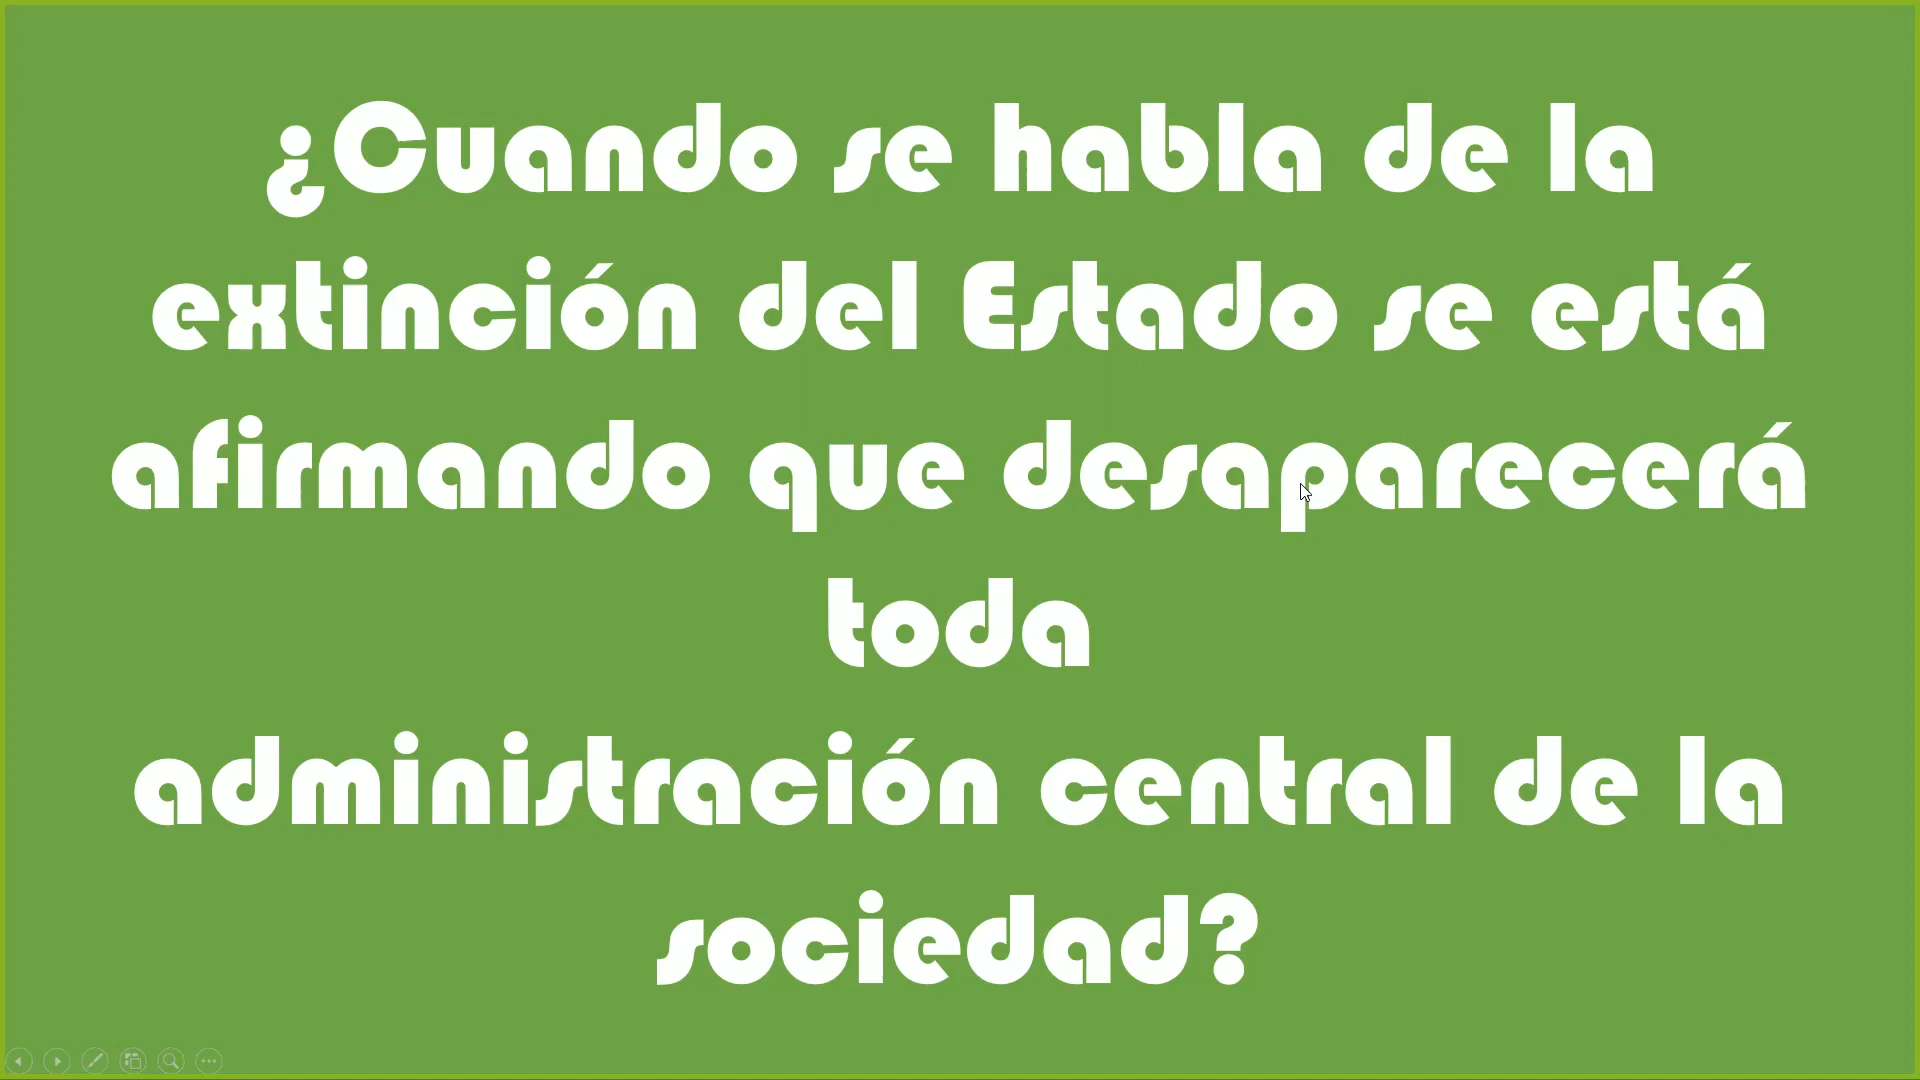 ¿Cuando se habla de la
extinción del Estado se está
afirmando que desaparecerá
toda
administración central de la
sociedad?